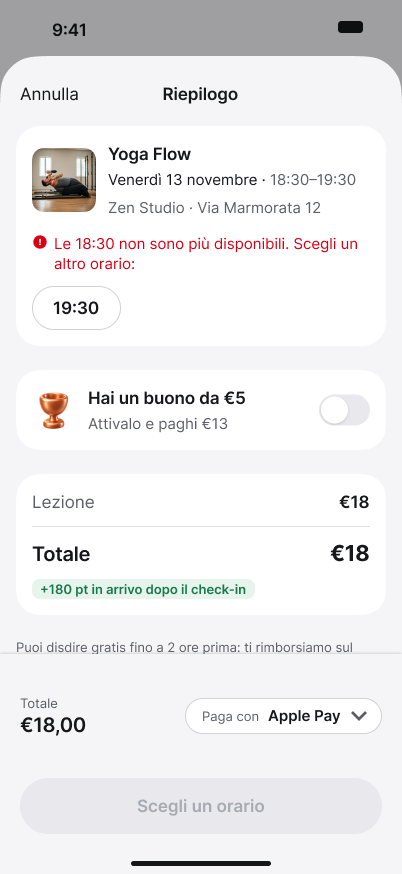 9:41
Annulla
Riepilogo
Yoga Flow
Venerdì 13 novembre · 18:30–19:30
Zen Studio · Via Marmorata 12
Le 18:30 non sono più disponibili. Scegli un
altro orario:
19:30
Hai un buono da €5
Attivalo e paghi €13
Lezione
€18
Totale
€18
+180 pt in arrivo dopo il check-in
Puoi disdire gratis fino a 2 ore prima: ti rimborsiamo sul
Totale
€18,00
Paga con Apple Pay
Scegli un orario